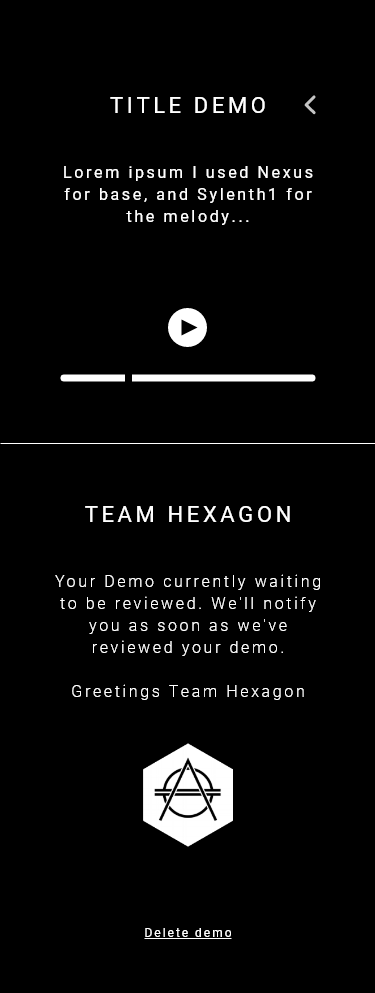 TITLE DEMO
Lorem ipsum I used Nexus
for base, and Sylenth1 for
the melody...
TEAM HEXAGON
Your Demo currently waiting
to be reviewed. We'll notify
you as soon as we've
reviewed your demo.
Greetings Team Hexagon
Delete demo